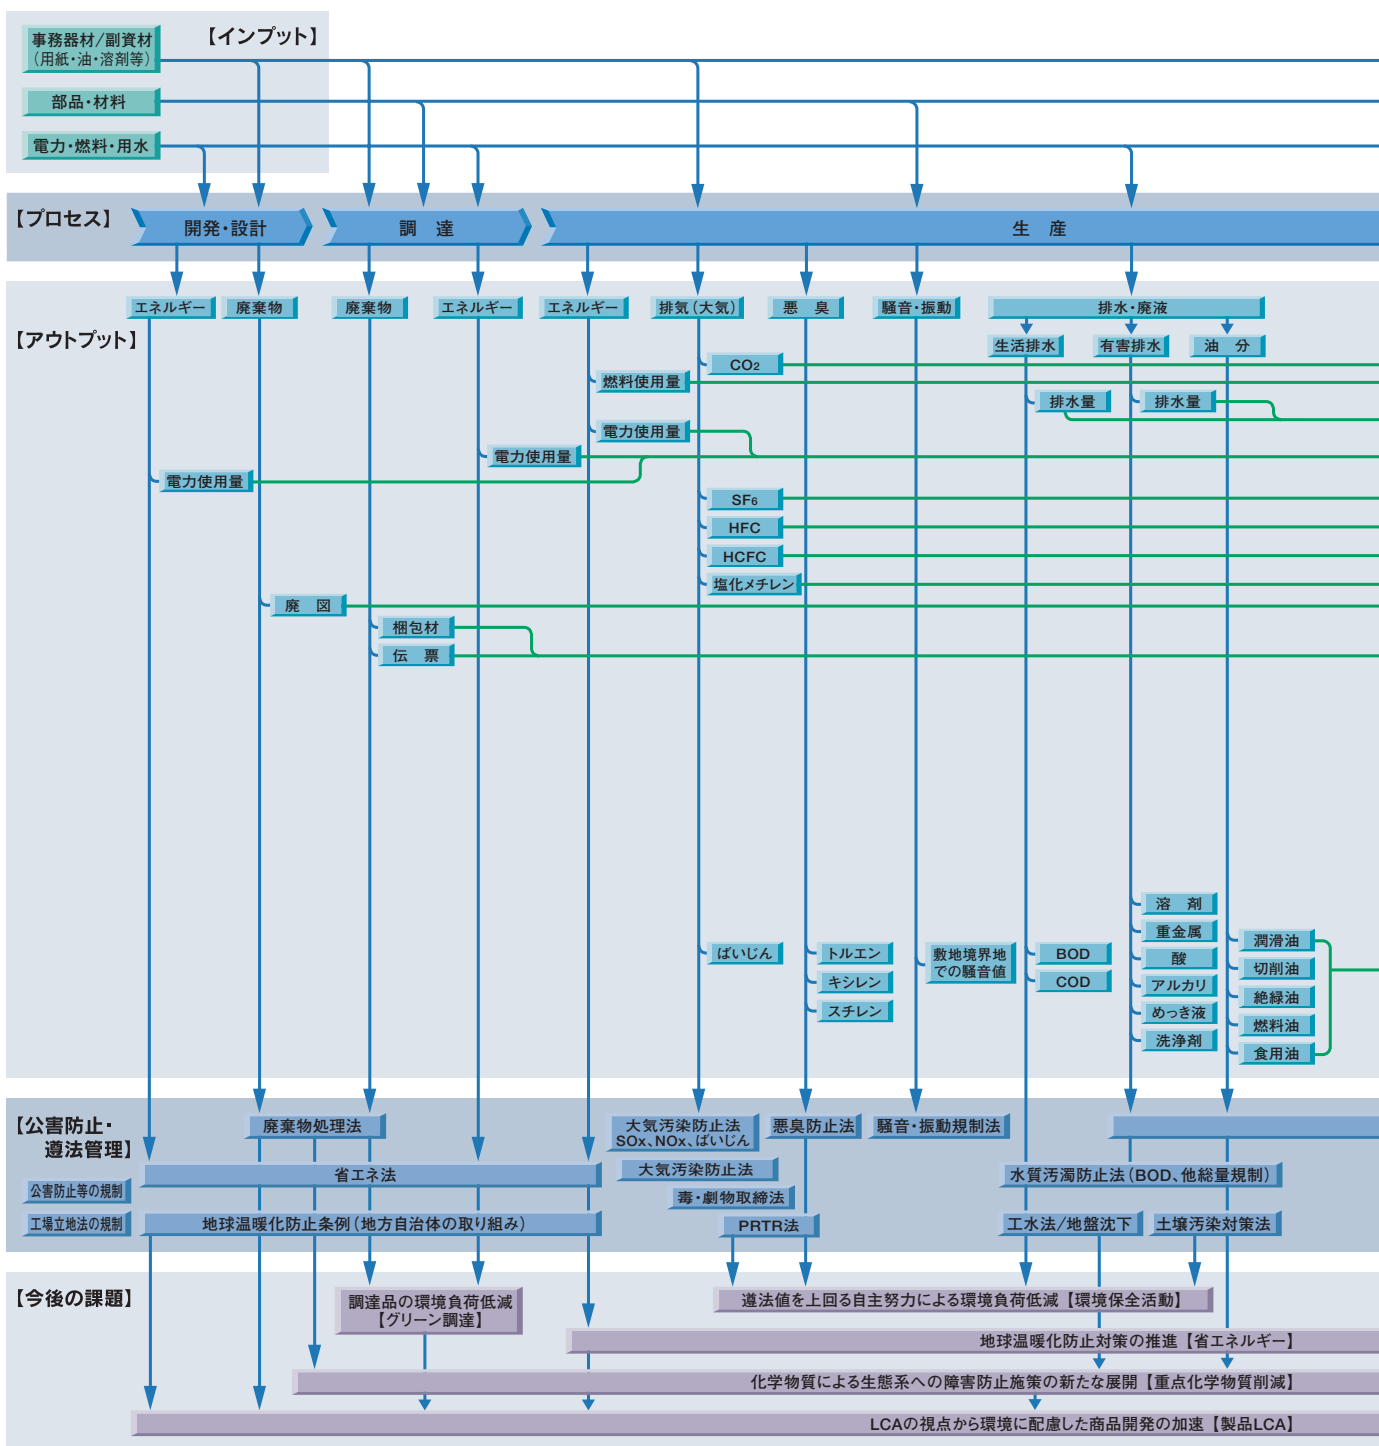 【インプット】
事務器材/副資材
（用紙・油・溶剤等）
部品・材料
電力・燃料・用水
【プロセス】
開発・設計
調　達
生　産
【アウトプット】
エネルギー
廃棄物
廃棄物
エネルギー
エネルギー
排気（大気）
悪　臭
騒音・振動
排水・廃液
生活排水
有害排水
油　分
CO2
燃料使用量
排水量
排水量
電力使用量
電力使用量
電力使用量
SF6
HFC
HCFC
塩化メチレン
廃　図
梱包材
伝　票
溶　剤
重金属
酸
アルカリ
めっき液
洗浄剤
潤滑油
切削油
絶縁油
燃料油
食用油
ばいじん
トルエン
キシレン
スチレン
敷地境界地
での騒音値
BOD
COD
【公害防止・
遵法管理】
廃棄物処理法
大気汚染防止法
SOx、NOx、ばいじん
悪臭防止法
騒音・振動規制法
省エネ法
大気汚染防止法
水質汚濁防止法（BOD、他総量規制）
公害防止等の規制
毒・劇物取締法
工場立地法の規制
地球温暖化防止条例（地方自治体の取り組み）
PRTR法
工水法/地盤沈下
土壌汚染対策法
【今後の課題】
調達品の環境負荷低減
【グリーン調達】
遵法値を上回る自主努力による環境負荷低減【環境保全活動】
地球温暖化防止対策の推進【省エネルギー】
化学物質による生態系への障害防止施策の新たな展開【重点化学物質削減】
LCAの視点から環境に配慮した商品開発の加速【製品LCA】